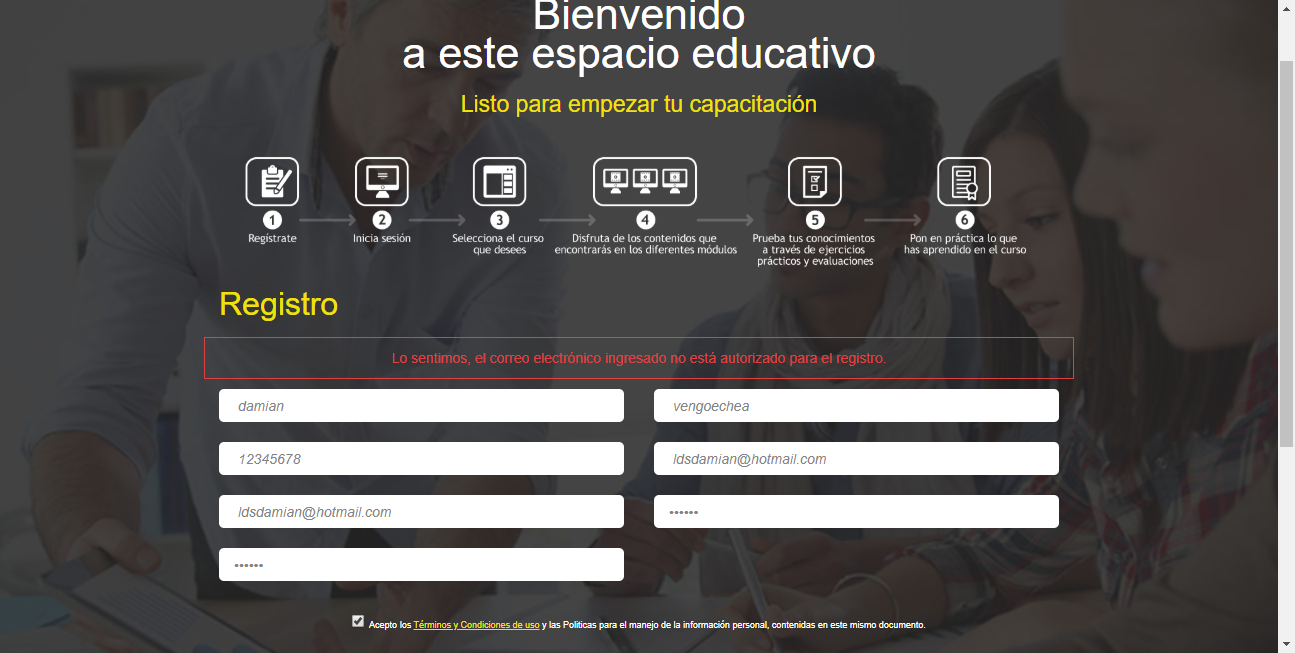 Bienvenido
a este espacio educativo
Listo para empezar tu capacitación
1
Regístrate
2
Inicia sesión
3
Selecciona el curso
que desees
4
Disfruta de los contenidos que
encontrarás en los diferentes módulos
5
Prueba tus conocimientos
a través de ejercicios
prácticos y evaluaciones
6
Pon en práctica lo que
has aprendido en el curso
Registro
Lo sentimos, el correo electrónico ingresado no está autorizado para el registro.
damian
vengoechea
12345678
ldsdamian@hotmail.com
ldsdamian@hotmail.com
••••••
••••••
Acepto los Términos y Condiciones de uso y las Politicas para el manejo de la información personal, contenidas en este mismo documento.